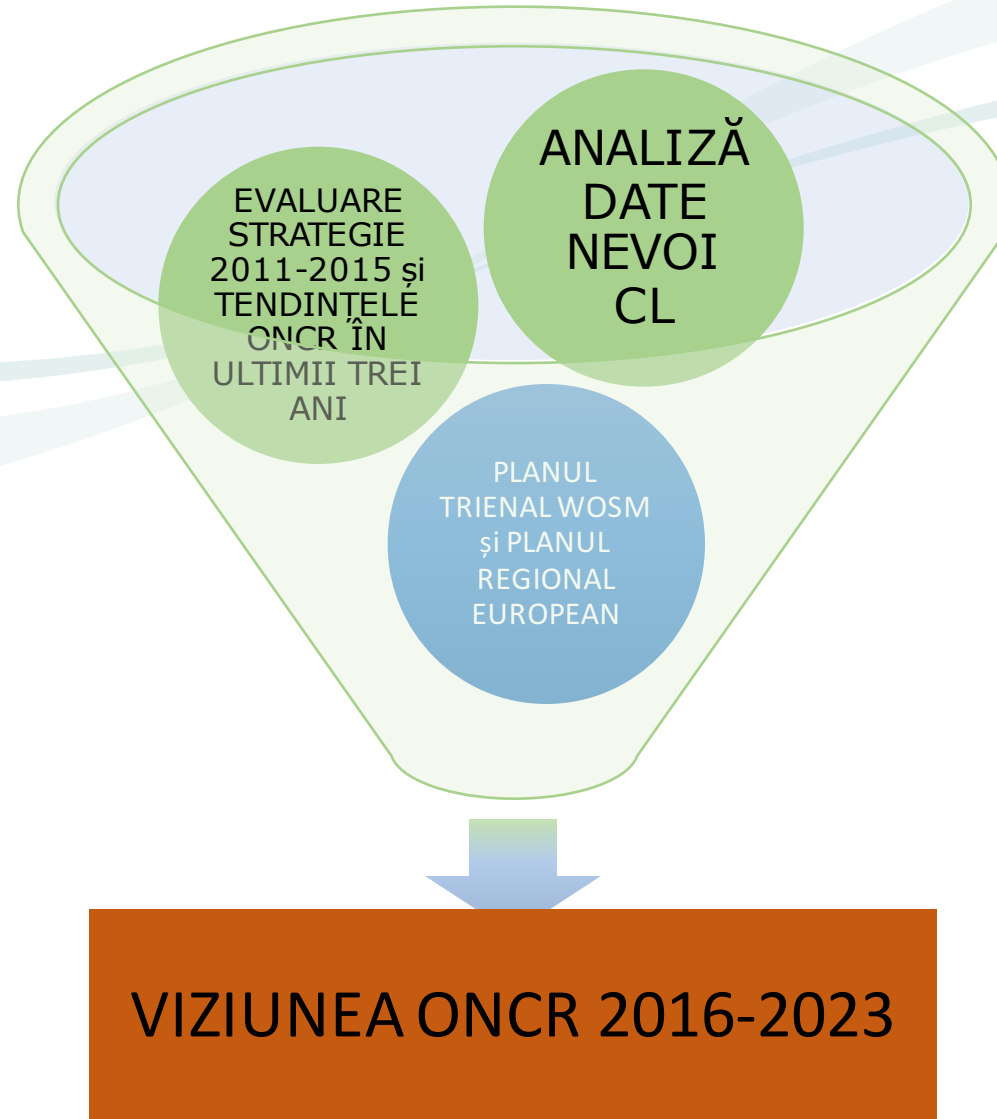 EVALUARE
STRATEGIE
2011-2015 și
TENDINȚELE
ONCR ÎN
ULTIMII TREI
ANI
ANALIZĂ
DATE
NEVOI
CL
PLANUL
TRIENAL WOSM
și PLANUL
REGIONAL
EUROPEAN
VIZIUNEA ONCR 2016-2023